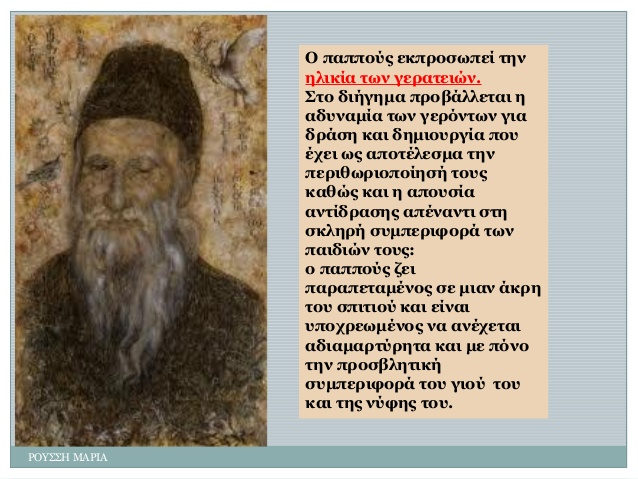 Ο παππούς εκπροσωπεί την
ηλικία των γερατειών.
Στο διήγημα προβάλλεται η
αδυναμία των γερόντων για
δράση και δημιουργία που
έχει ως αποτέλεσμα την
περιθωριοποίησή τους
καθώς και η απουσία
αντίδρασης απέναντι στη
σκληρή συμπεριφορά των
παιδιών τους:
ο παππούς ζει
παραπεταμένος σε μιαν άκρη
του σπιτιού και είναι
υποχρεωμένος να ανέχεται
αδιαμαρτύρητα και με πόνο
την προσβλητική
συμπεριφορά του γιού  του
και της νύφης του.
ΡΟΥΣΣΗ ΜΑΡΙΑ